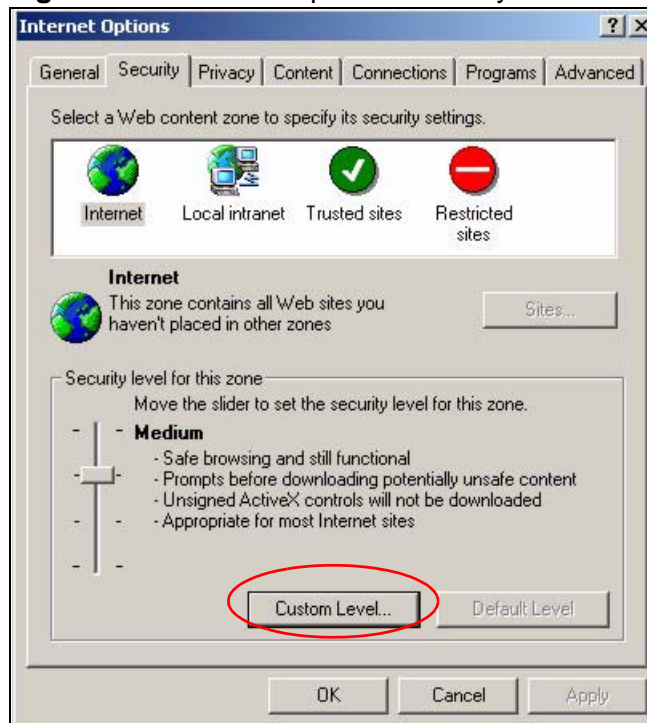 Internet Options
General Security Privacy Content Connections Programs Advanced
Select a Web content zone to specify its security settings.
Internet Local intranet Trusted sites Restricted
sites
Internet
This zone contains all Web sites you
haven't placed in other zones
Sites...
Security level for this zone
Move the slider to set the security level for this zone.
Medium
- Safe browsing and still functional
- Prompts before downloading potentially unsafe content
- Unsigned ActiveX controls will not be downloaded
- Appropriate for most Internet sites
Custom Level... Default Level
OK Cancel Apply